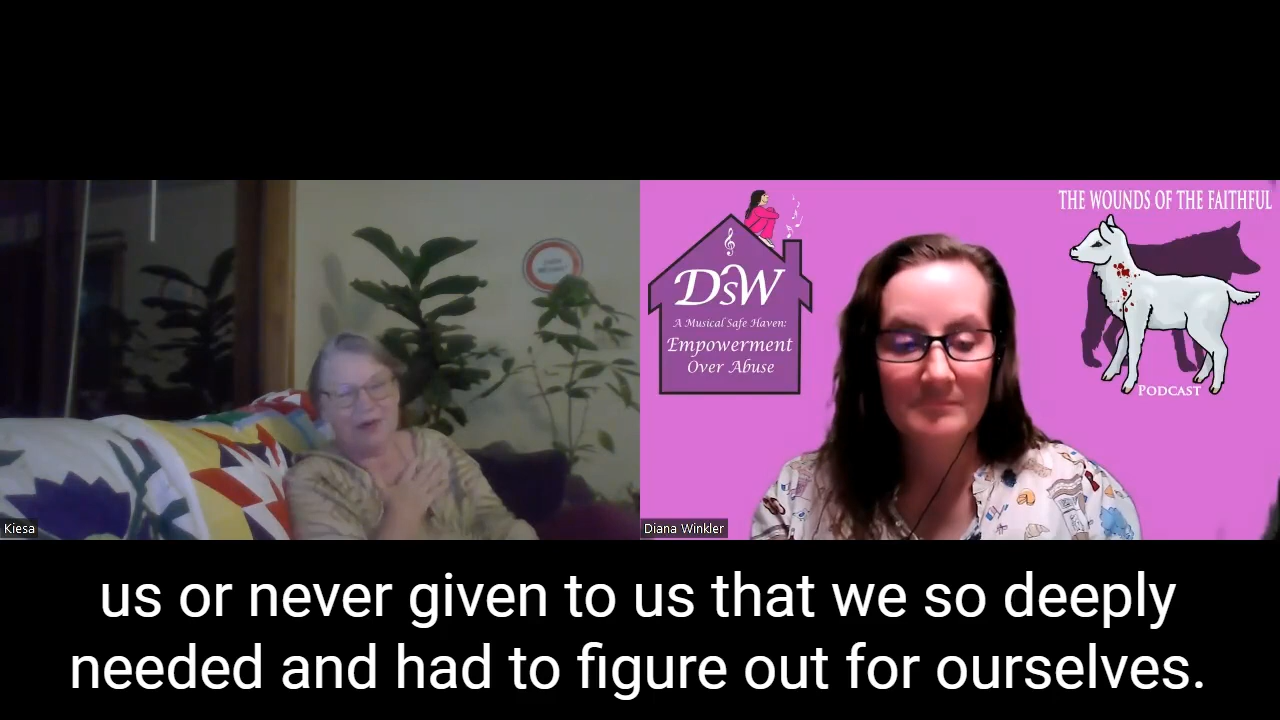 THE WOUNDS OF THE FAITHFUL
DSW
A Musical Safe Haven:
Empowerment
Over Abuse
PODCAST
Kiesa
Diana Winkler
us or never given to us that we so deeply
needed and had to figure out for ourselves.